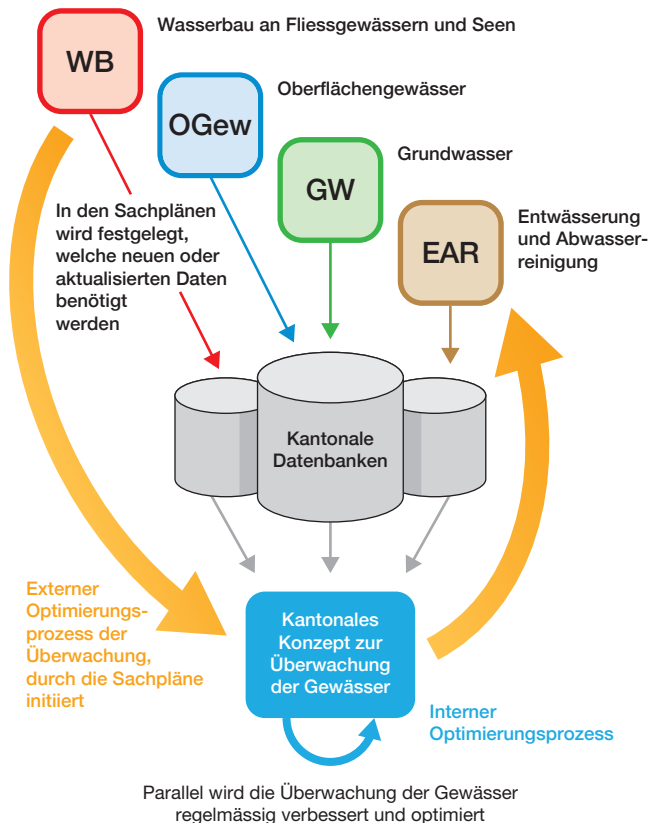 Wasserbau an Fliessgewässern und Seen
WB
Oberflächengewässer
OGew
Grundwasser
GW
Entwässerung
und Abwasser-
reinigung
EAR
In den Sachplänen
wird festgelegt,
welche neuen oder
aktualisierten Daten
benötigt
werden
Kantonale
Datenbanken
Externer
Optimierungs-
prozess der
Überwachung,
durch die Sachpläne
initiiert
Kantonales
Konzept zur
Überwachung
der Gewässer
Interner
Optimierungsprozess
Parallel wird die Überwachung der Gewässer
regelmässig verbessert und optimiert